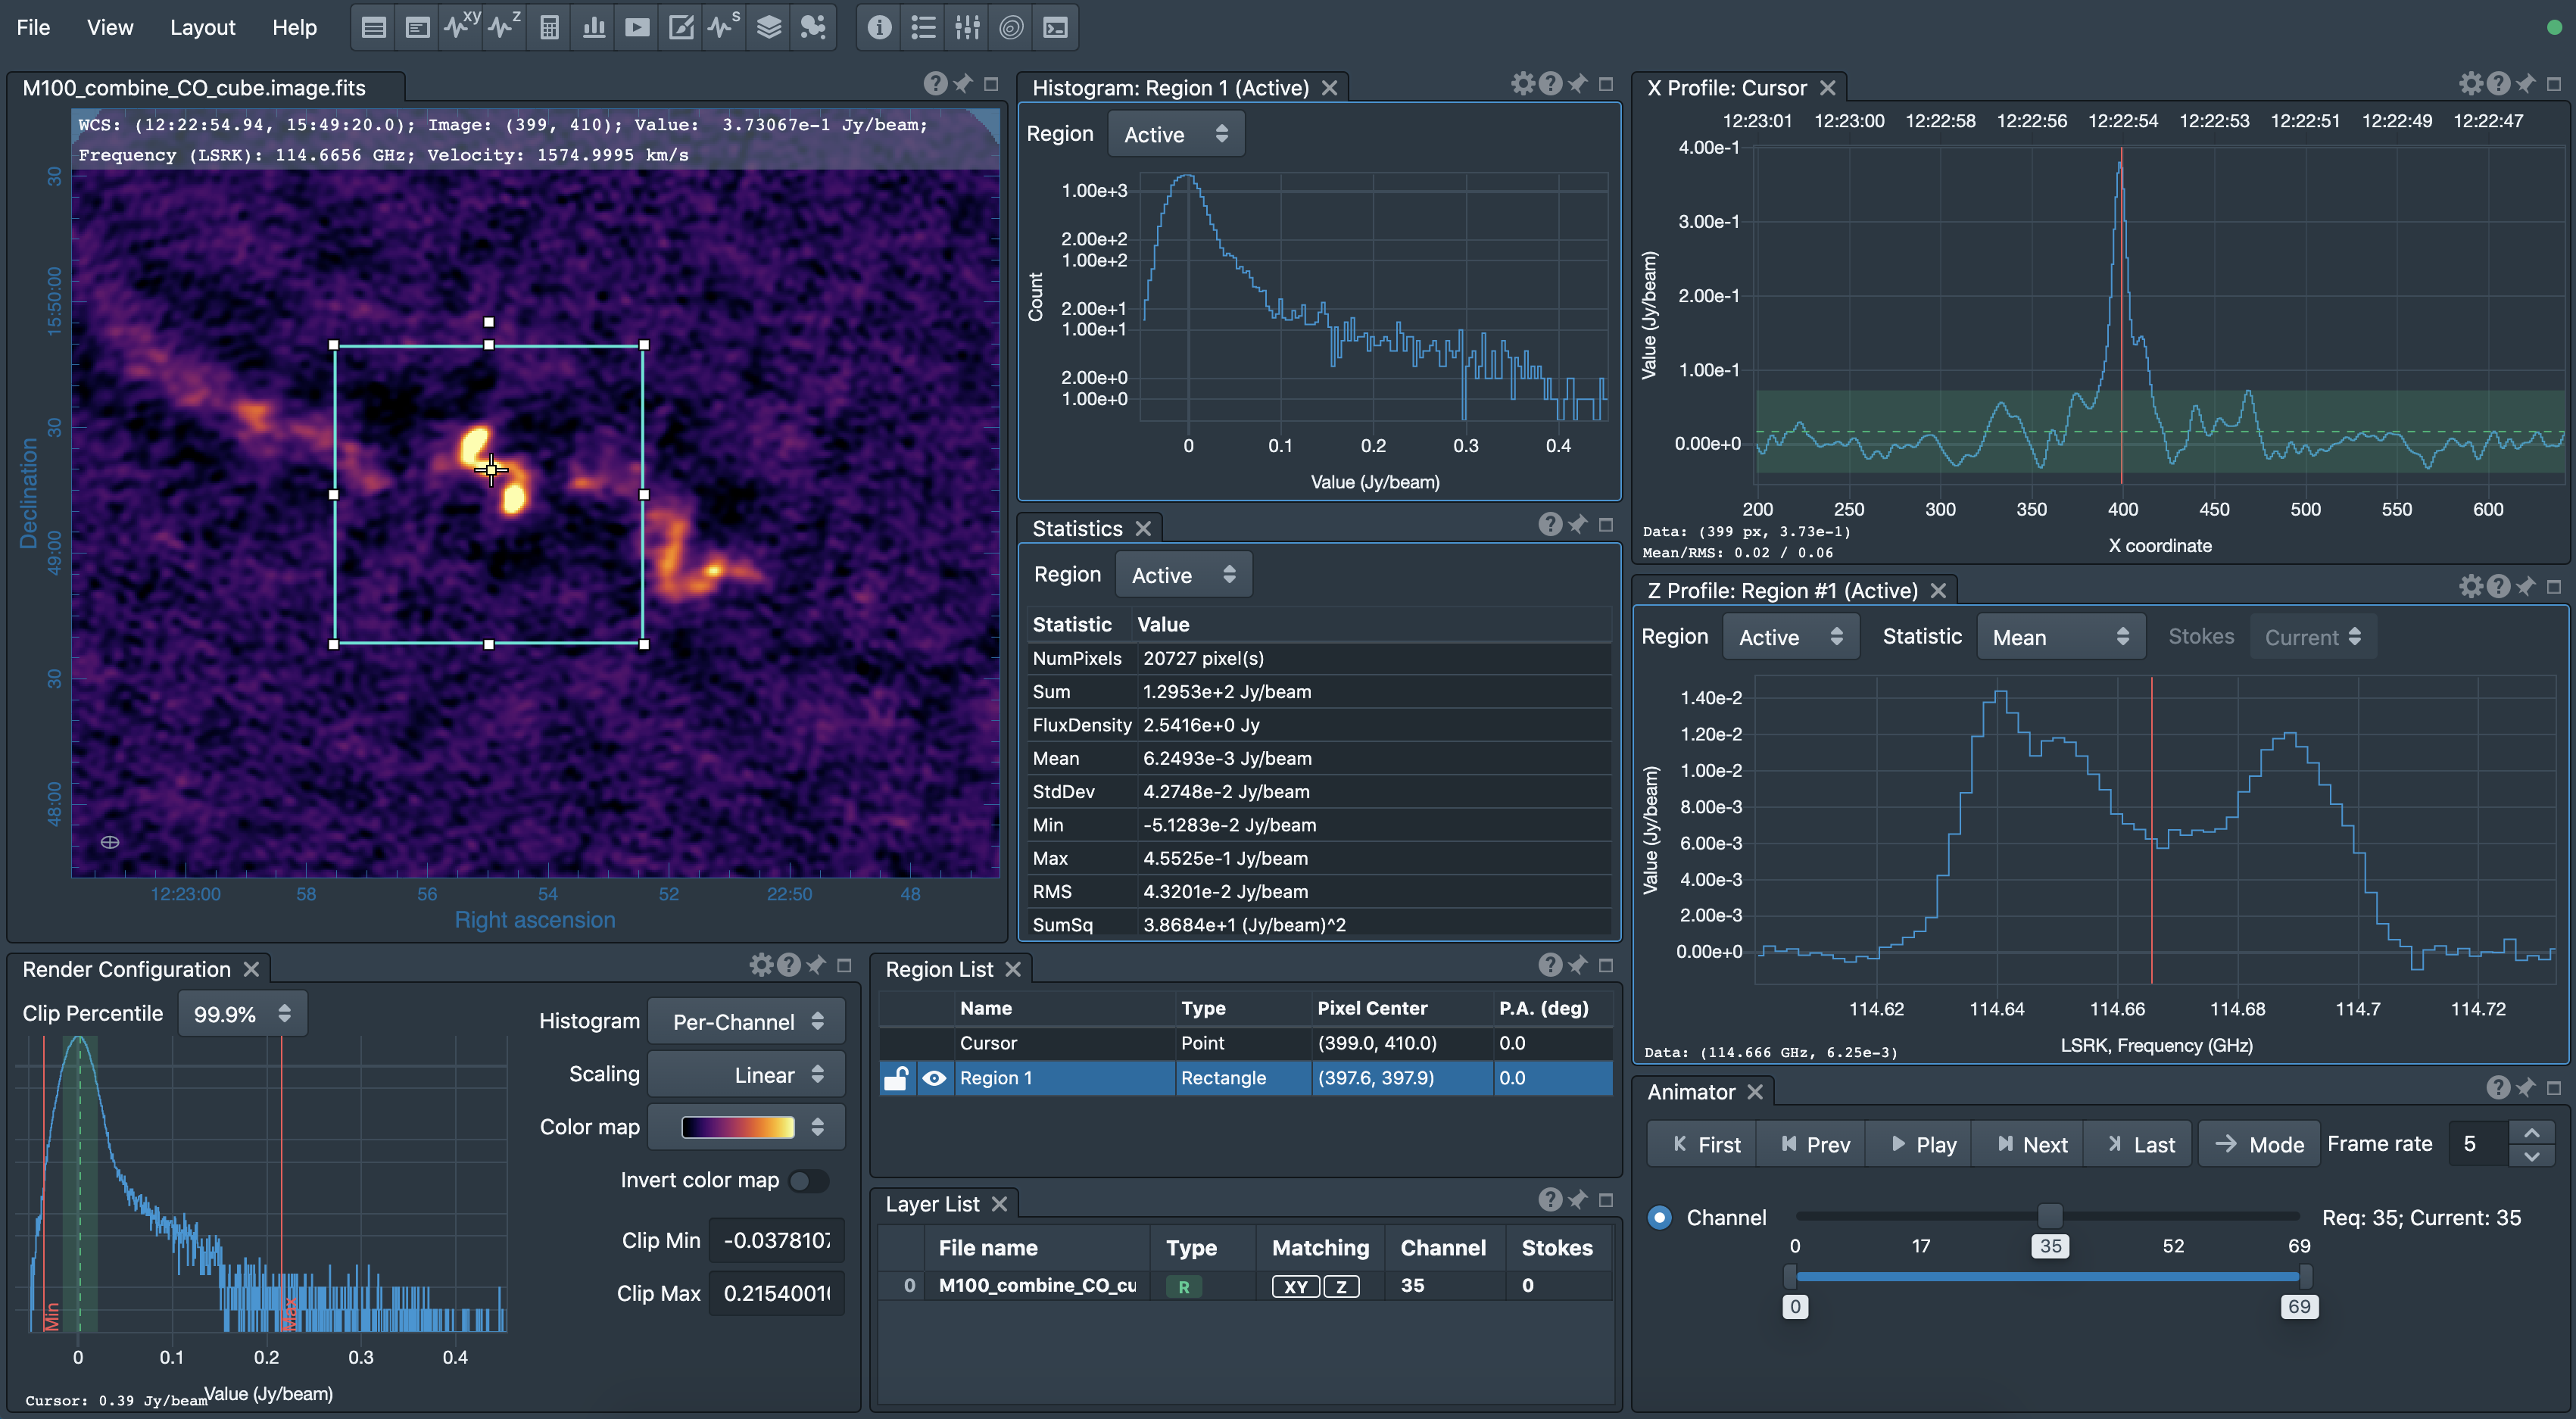 File View Layout Help
xy z s
M100_combine_CO_cube.image.fits
WCS: (12:22:54.94, 15:49:20.0); Image: (399, 410); Value: 3.73067e-1 Jy/beam;
Frequency (LSRK): 114.6656 GHz; Velocity: 1574.9995 km/s
30
15:50:00
30
49:00
30
48:00
Declination
12:23:00 58 56 54 52 22:50 48
Right ascension
Histogram: Region 1 (Active)
Region Active
1.00e+3
2.00e+2
1.00e+2
2.00e+1
1.00e+1
2.00e+0
1.00e+0
Count
0 0.1 0.2 0.3 0.4
Value (Jy/beam)
Statistics
Region Active
Statistic Value
NumPixels 20727 pixel(s)
Sum 1.2953e+2 Jy/beam
FluxDensity 2.5416e+0 Jy
Mean 6.2493e-3 Jy/beam
StdDev 4.2748e-2 Jy/beam
Min -5.1283e-2 Jy/beam
Max 4.5525e-1 Jy/beam
RMS 4.3201e-2 Jy/beam
SumSq 3.8684e+1 (Jy/beam)^2
X Profile: Cursor
12:23:01 12:23:00 12:22:58 12:22:56 12:22:54 12:22:53 12:22:51 12:22:49 12:22:47
4.00e-1
3.00e-1
2.00e-1
1.00e-1
0.00e+0
Value (Jy/beam)
200 250 300 350 400 450 500 550 600
Data: (399 px, 3.73e-1)
X coordinate
Mean/RMS: 0.02 / 0.06
Z Profile: Region #1 (Active)
Region Active Statistic Mean Stokes Current
1.40e-2
1.20e-2
1.00e-2
8.00e-3
6.00e-3
4.00e-3
2.00e-3
0.00e+0
Value (Jy/beam)
114.62 114.64 114.66 114.68 114.7 114.72
Data: (114.666 GHz, 6.25e-3)
LSRK, Frequency (GHz)
Render Configuration
Clip Percentile 99.9%
Min
Max
0 0.1 0.2 0.3 0.4
Cursor: 0.39 Jy/beam
Value (Jy/beam)
Histogram Per-Channel
Scaling Linear
Color map
Invert color map
Clip Min -0.0378107
Clip Max 0.2154001
Region List
Name Type Pixel Center P.A. (deg)
Cursor Point (399.0, 410.0) 0.0
Region 1 Rectangle (397.6, 397.9) 0.0
Layer List
File name Type Matching Channel Stokes
0 M100_combine_CO_cu R XY Z 35 0
Animator
First Prev Play Next Last Mode Frame rate 5
Channel Req: 35; Current: 35
0 17 35 52 69
0 69